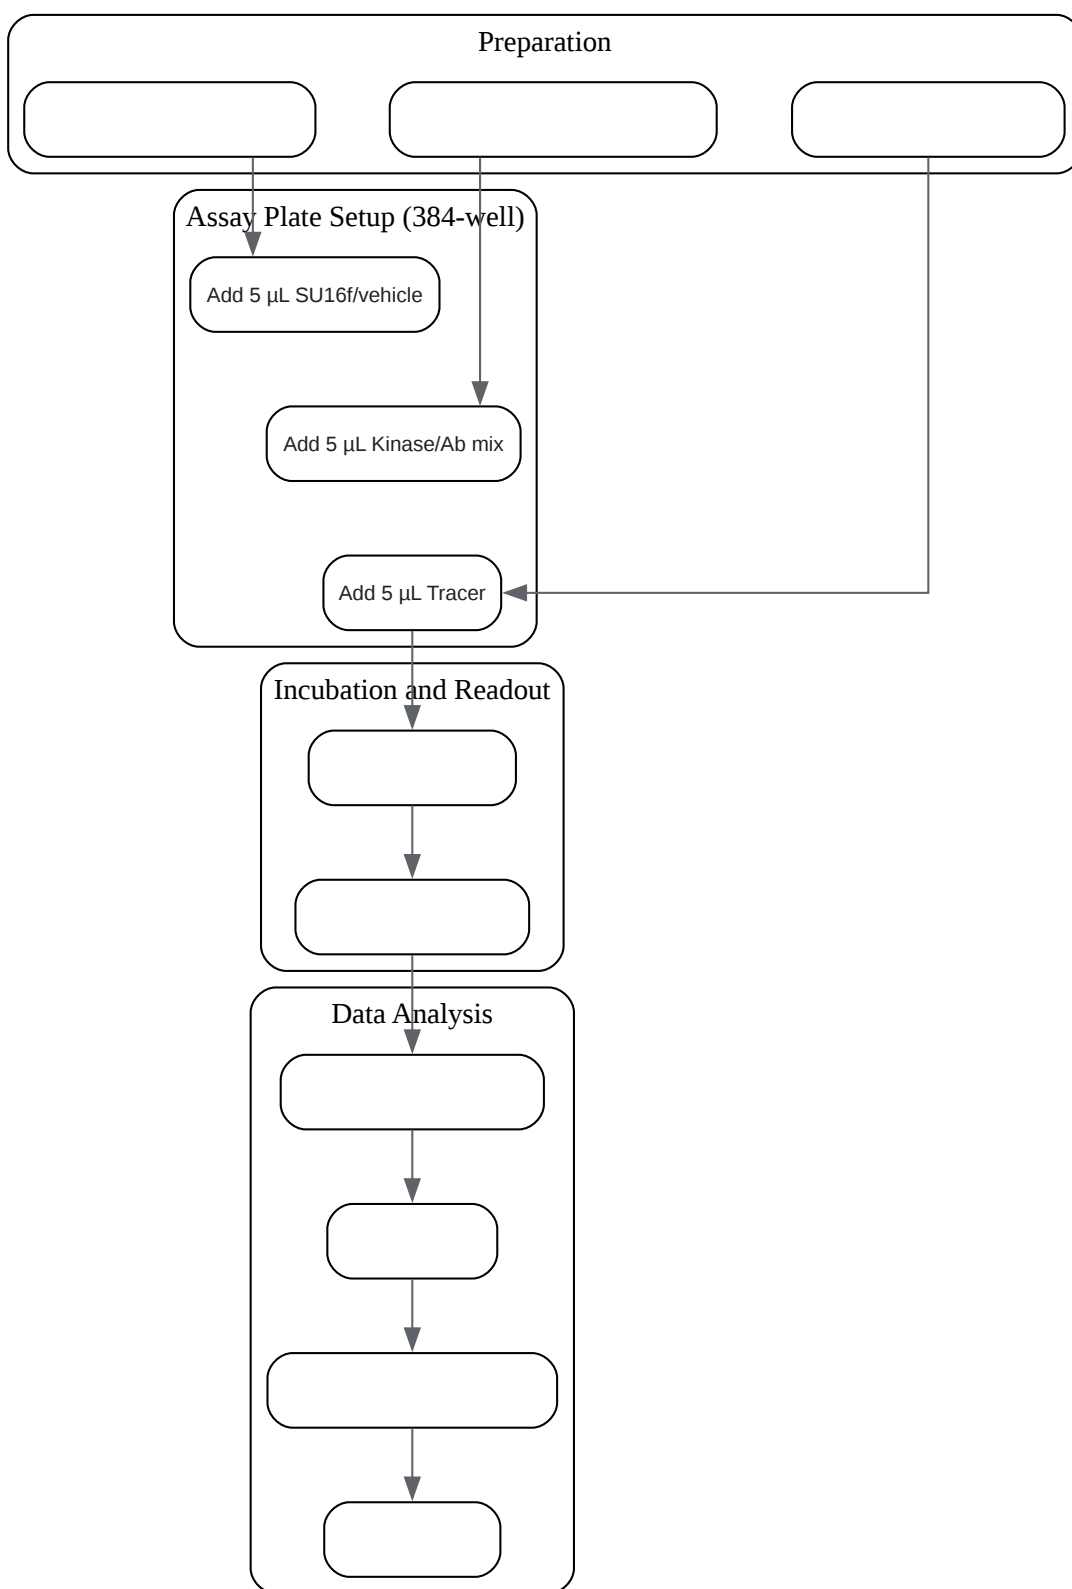 Preparation
Assay Plate Setup (384-well)
Add 5 µL SU16f/vehicle
Add 5 µL Kinase/Ab mix
Add 5 µL Tracer
Incubation and Readout
Data Analysis